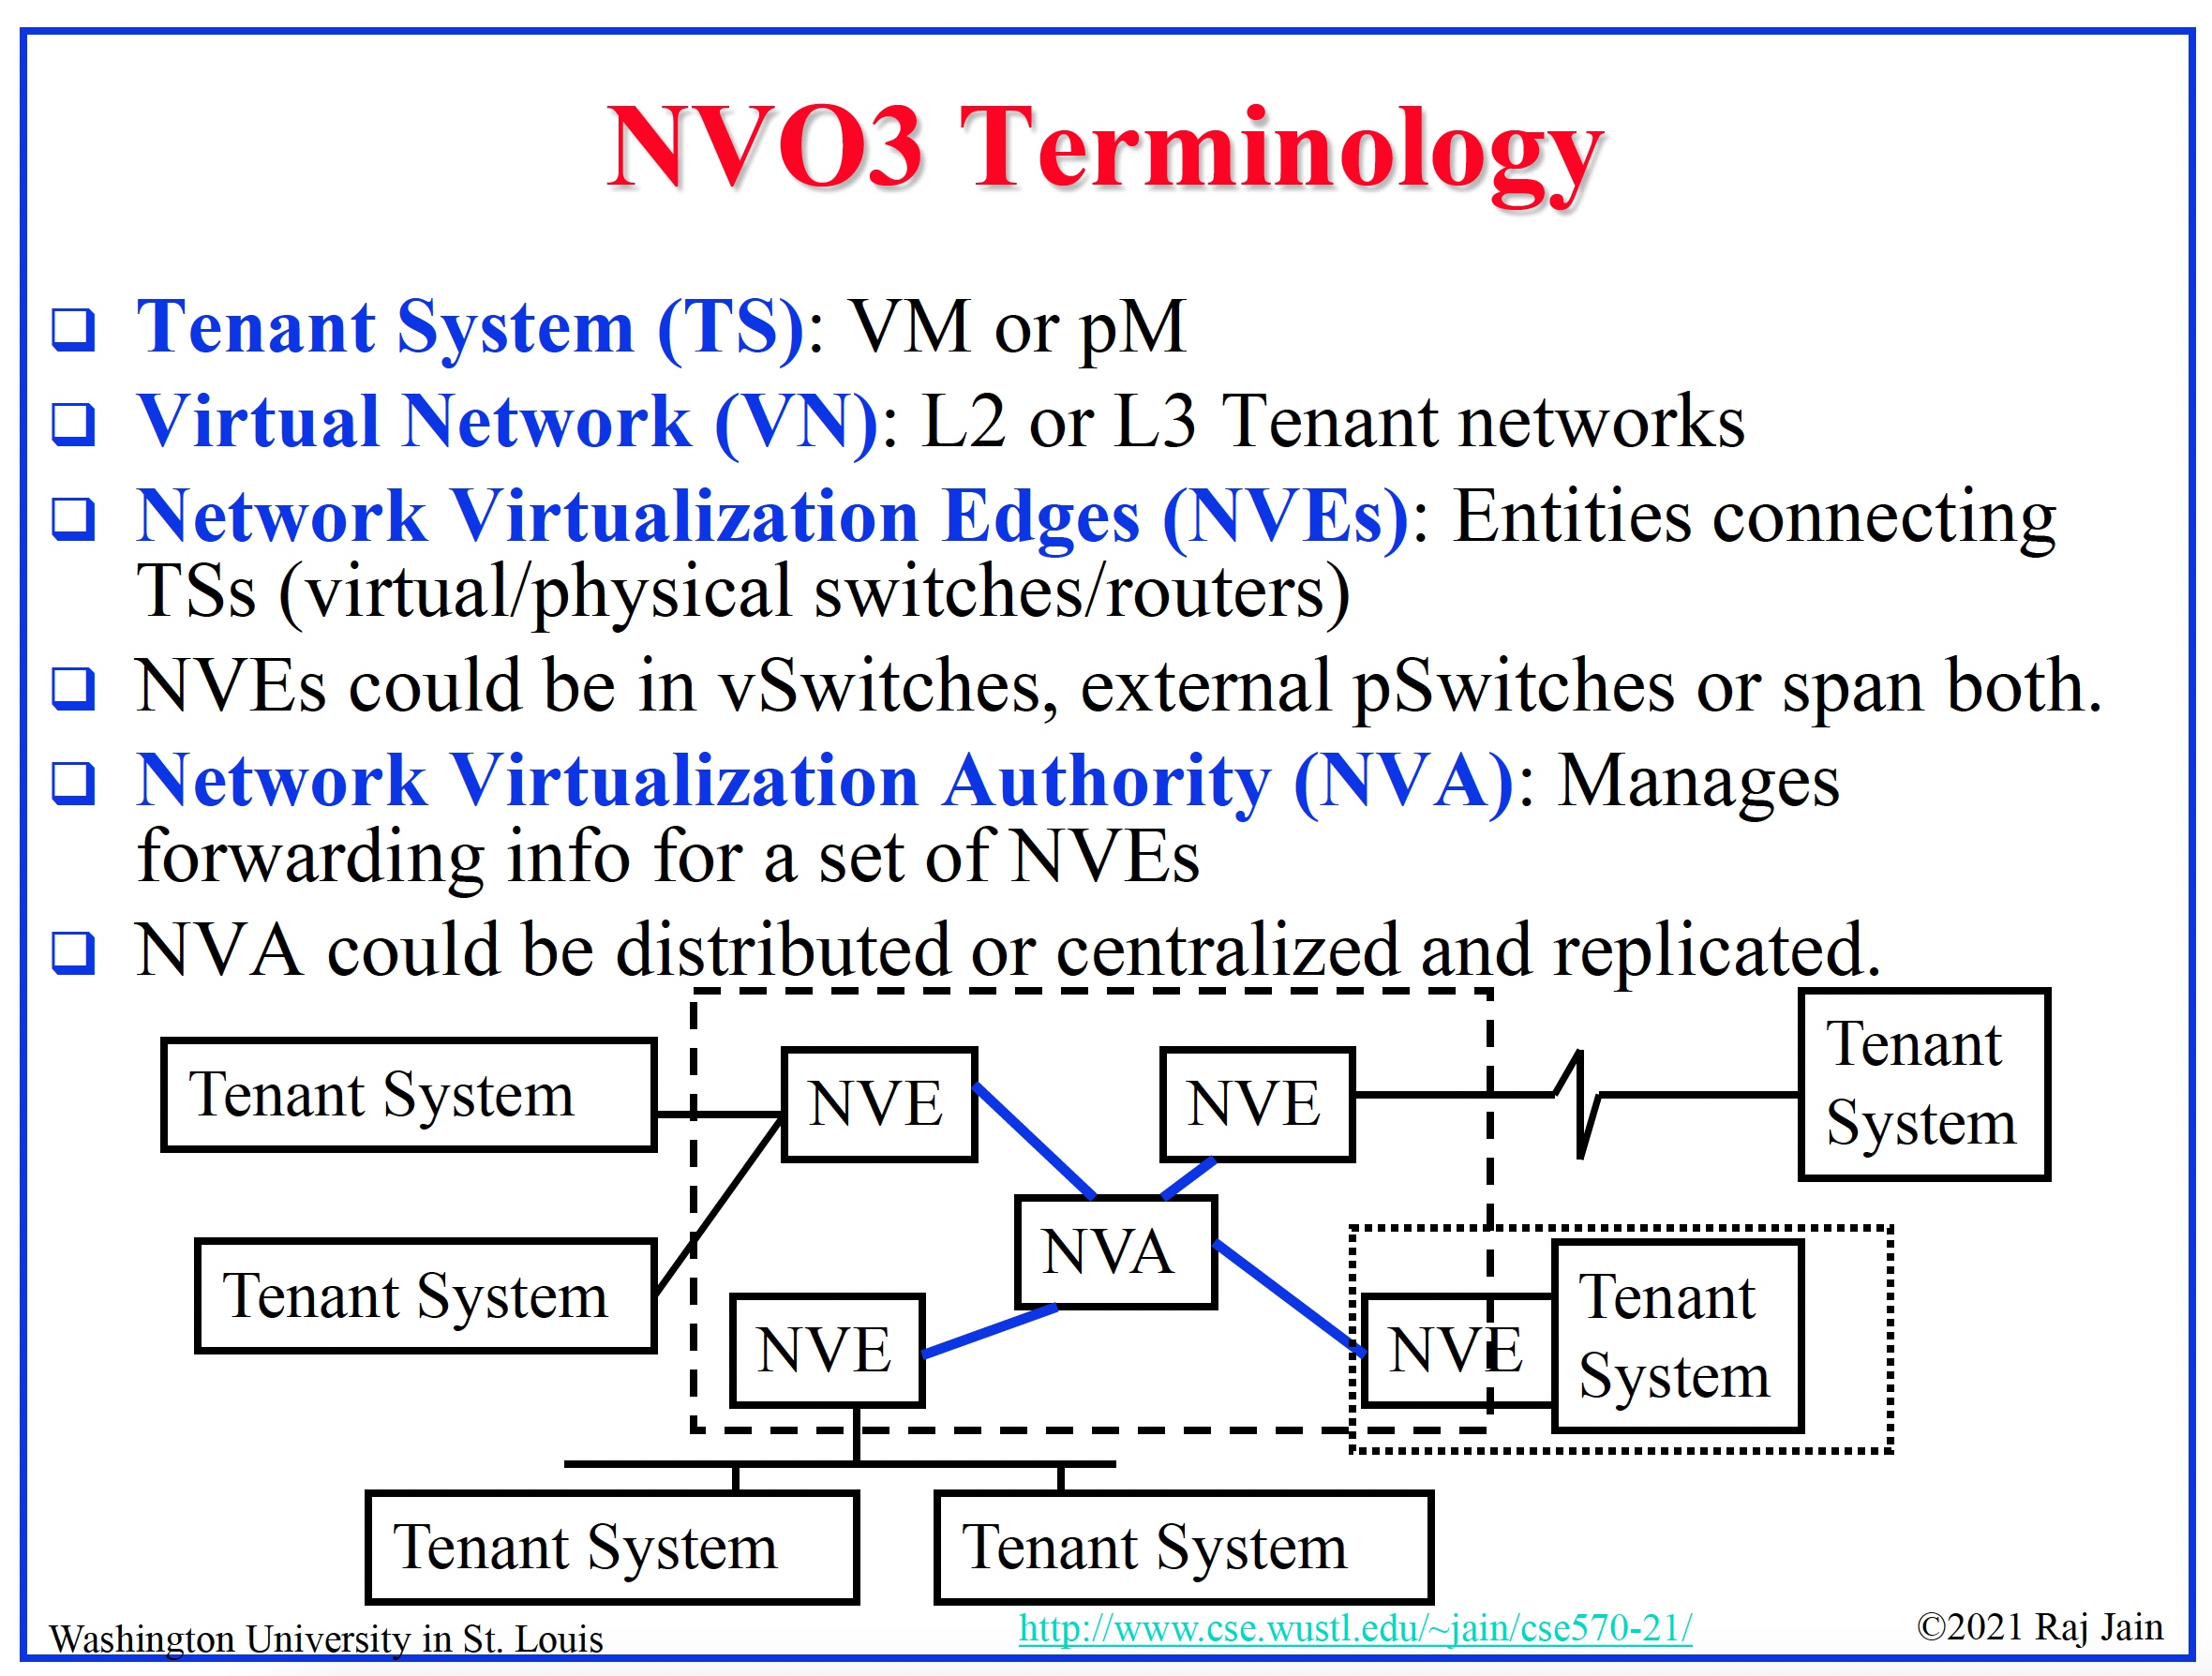 NVO3 Terminology
Tenant System (TS): VM or pM
Virtual Network (VN): L2 or L3 Tenant networks
Network Virtualization Edges (NVEs): Entities connecting
TSs (virtual/physical switches/routers)
NVEs could be in vSwitches, external pSwitches or span both.
Network Virtualization Authority (NVA): Manages
forwarding info for a set of NVEs
NVA could be distributed or centralized and replicated.
Tenant System
NVE
NVE
Tenant
System
NVA
Tenant System
NVE
NVE
Tenant
System
Tenant System
Tenant System
Washington University in St. Louis
http://www.cse.wustl.edu/~jain/cse570-21/
©2021 Raj Jain